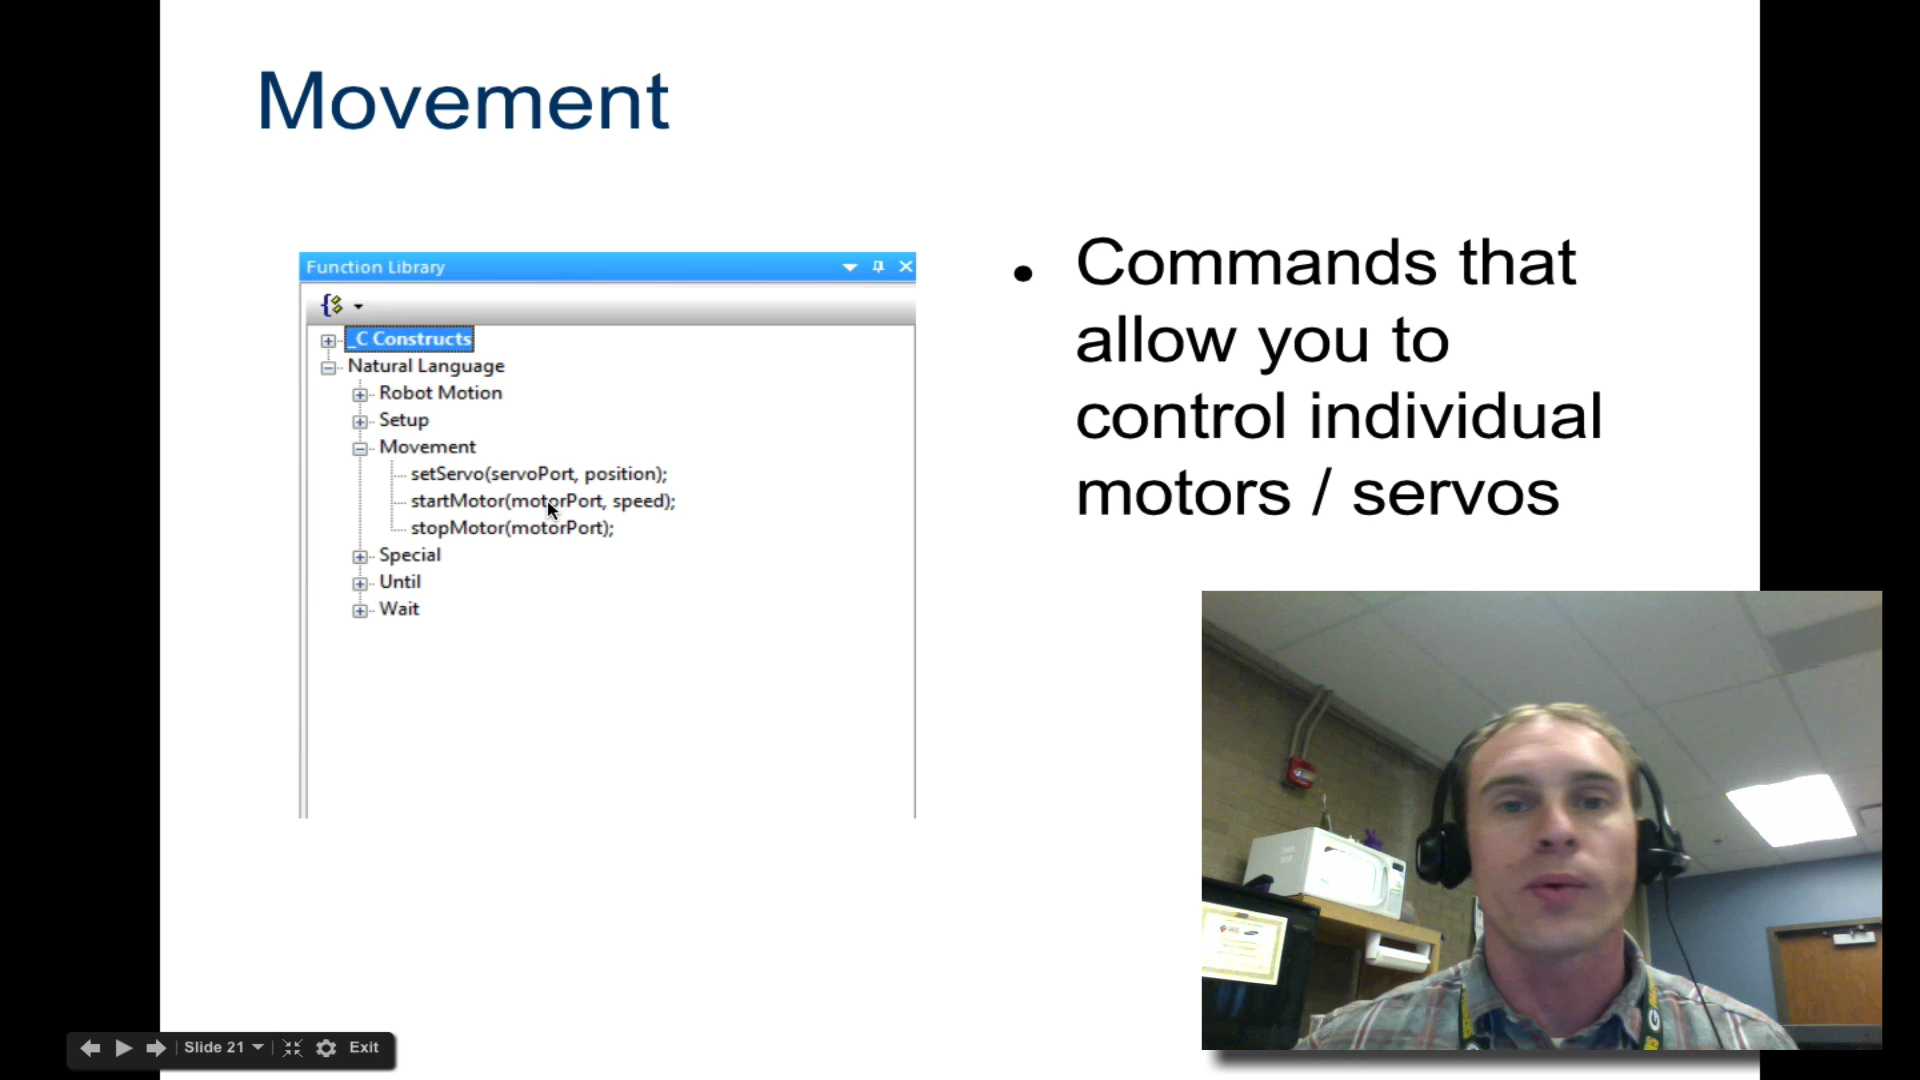 Movement
Function Library
_C Constructs
Natural Language
Robot Motion
Setup
Movement
setServo(servoPort, position);
startMotor(motorPort, speed);
stopMotor(motorPort);
Special
Until
Wait
• Commands that
allow you to
control individual
motors / servos
Slide 21
Exit